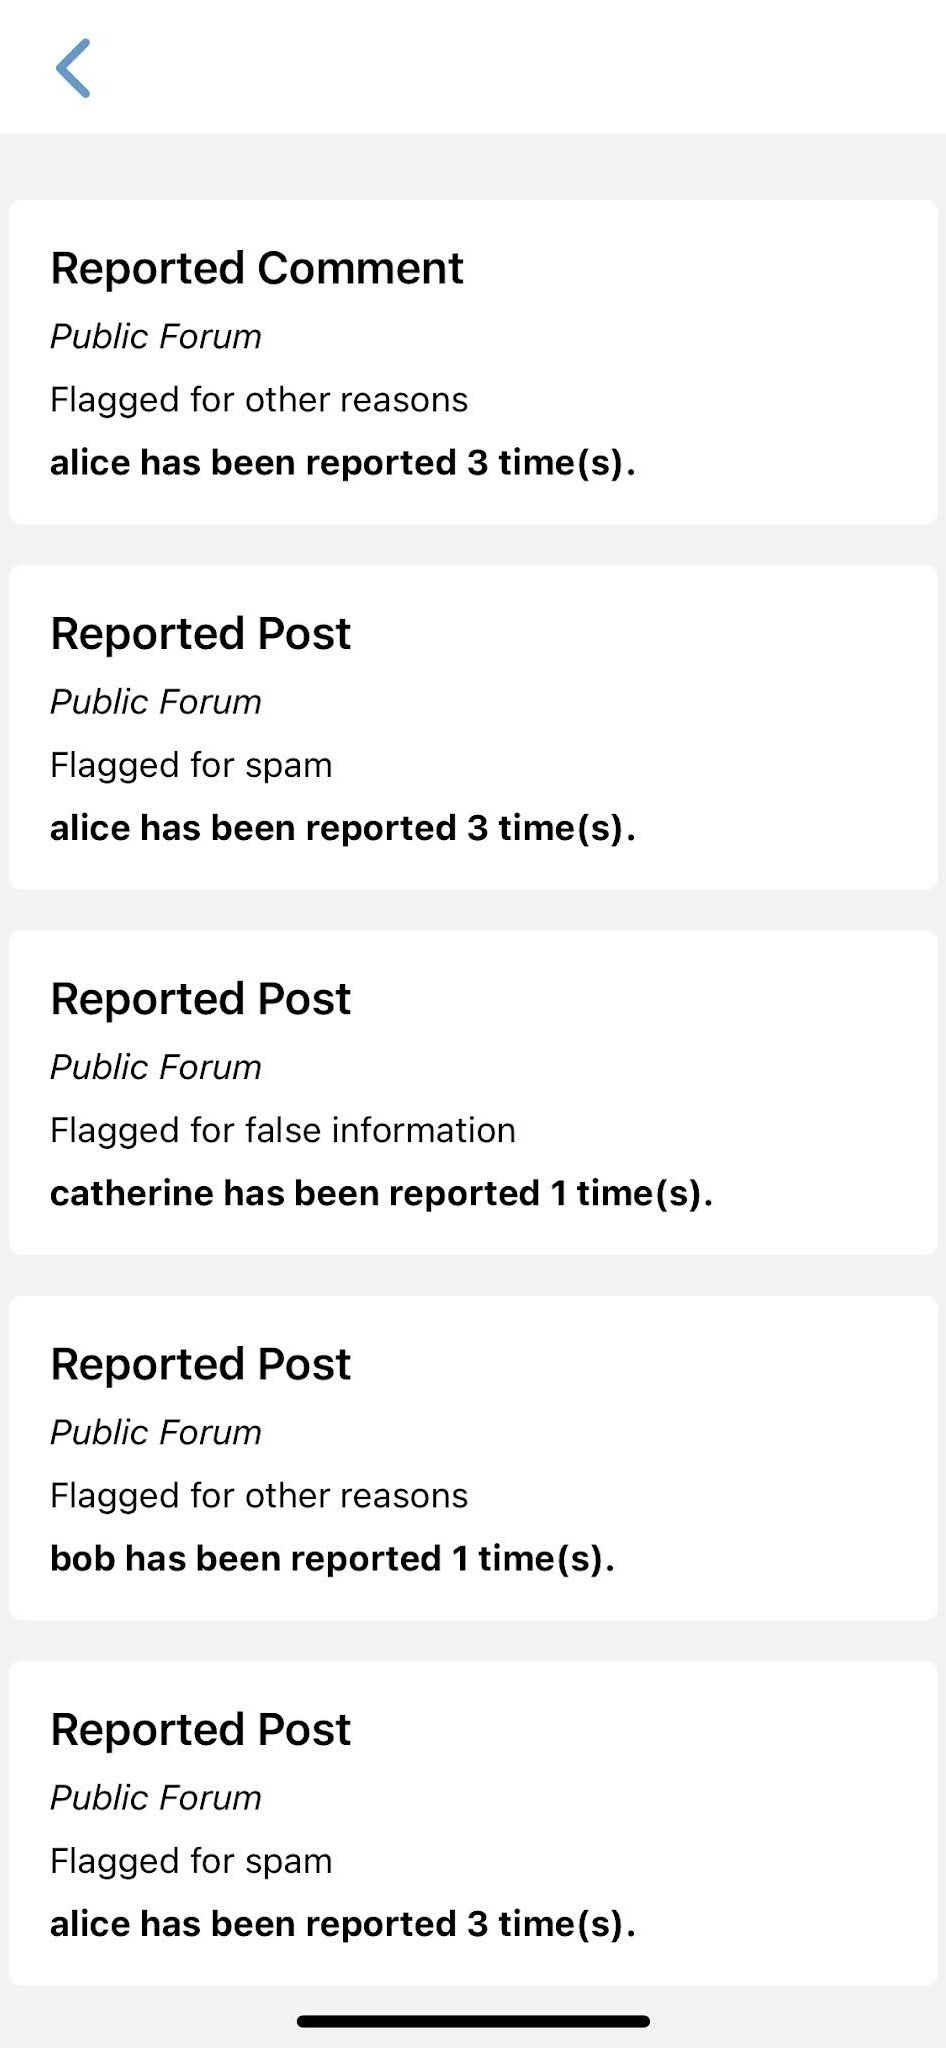 Reported Comment
Public Forum
Flagged for other reasons
alice has been reported 3 time(s).
Reported Post
Public Forum
Flagged for spam
alice has been reported 3 time(s).
Reported Post
Public Forum
Flagged for false information
catherine has been reported 1 time(s).
Reported Post
Public Forum
Flagged for other reasons
bob has been reported 1 time(s).
Reported Post
Public Forum
Flagged for spam
alice has been reported 3 time(s).